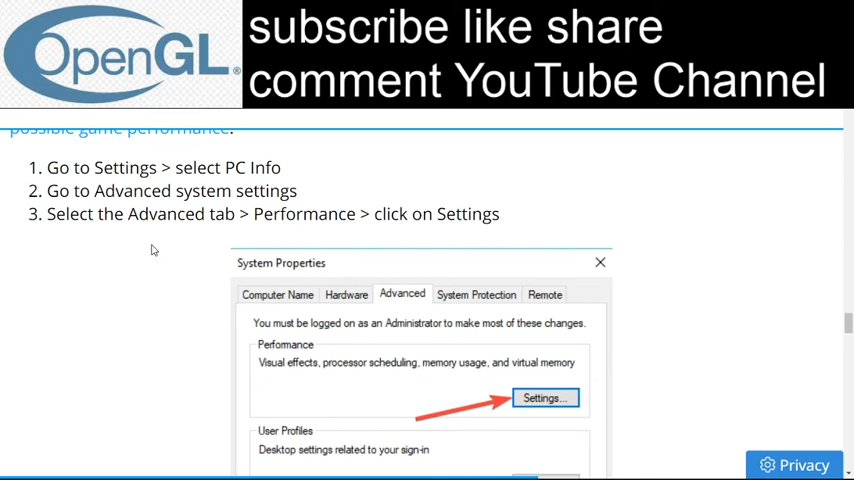 OpenGL®
subscribe like share
comment YouTube Channel
possible game performance.
1. Go to Settings > select PC Info
2. Go to Advanced system settings
3. Select the Advanced tab > Performance > click on Settings
System Properties
Computer Name Hardware Advanced System Protection Remote
You must be logged on as an Administrator to make most of these changes.
Performance
Visual effects, processor scheduling, memory usage, and virtual memory
Settings...
User Profiles
Desktop settings related to your sign-in
Privacy